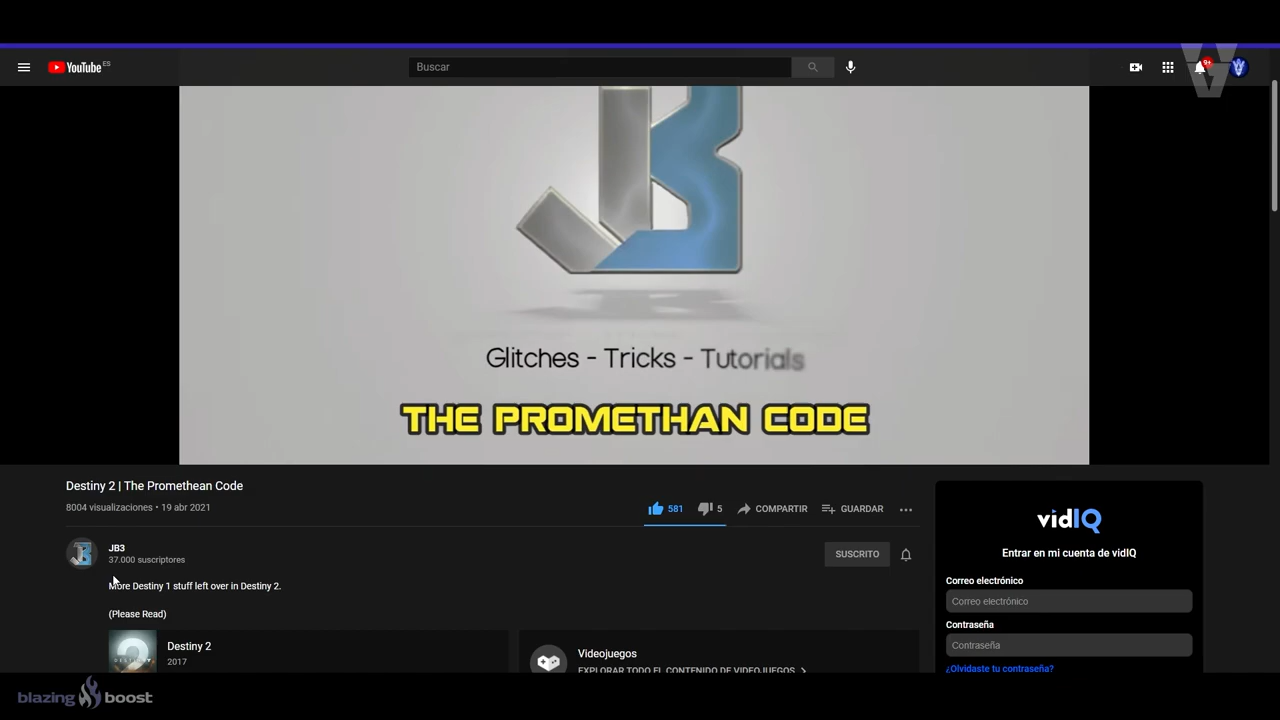 YouTube ES
Buscar
9+
JB
Glitches - Tricks - Tutorials
THE PROMETHAN CODE
Destiny 2 | The Promethean Code
8004 visualizaciones • 19 abr 2021
581
5
COMPARTIR
GUARDAR
JB3
37.000 suscriptores
SUSCRITO
More Destiny 1 stuff left over in Destiny 2.
(Please Read)
Destiny 2
2017
Videojuegos
EXPLORAR TODO EL CONTENIDO DE VIDEOJUEGOS
vidIQ
Entrar en mi cuenta de vidIQ
Correo electrónico
Correo electrónico
Contraseña
Contraseña
¿Olvidaste tu contraseña?
blazing boost